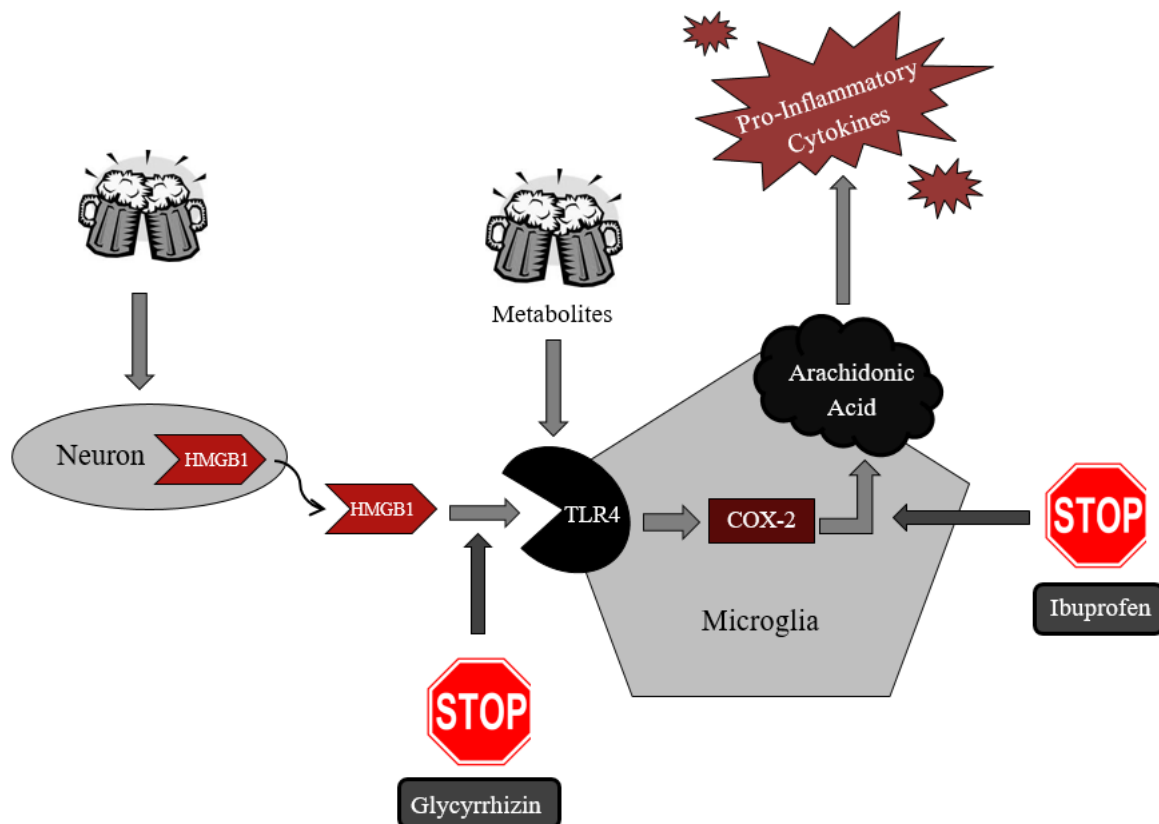 Pro-Inflammatory
Cytokines
Metabolites
Arachidonic
Acid
Neuron
HMGB1
HMGB1
TLR4
COX-2
STOP
Ibuprofen
Microglia
STOP
Glycyrrhizin